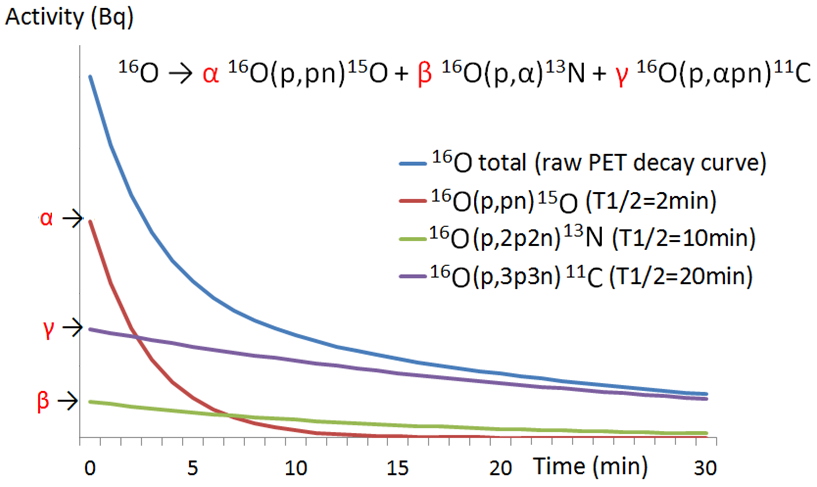 Activity (Bq)
¹⁶O → α ¹⁶O(p,pn)¹⁵O + β ¹⁶O(p,α)¹³N + γ ¹⁶O(p,αpn)¹¹C
¹⁶O total (raw PET decay curve)
¹⁶O(p,pn)¹⁵O (T1/2=2min)
¹⁶O(p,2p2n)¹³N (T1/2=10min)
¹⁶O(p,3p3n)¹¹C (T1/2=20min)
α →
γ →
β →
0 5 10 15 20 Time (min) 30